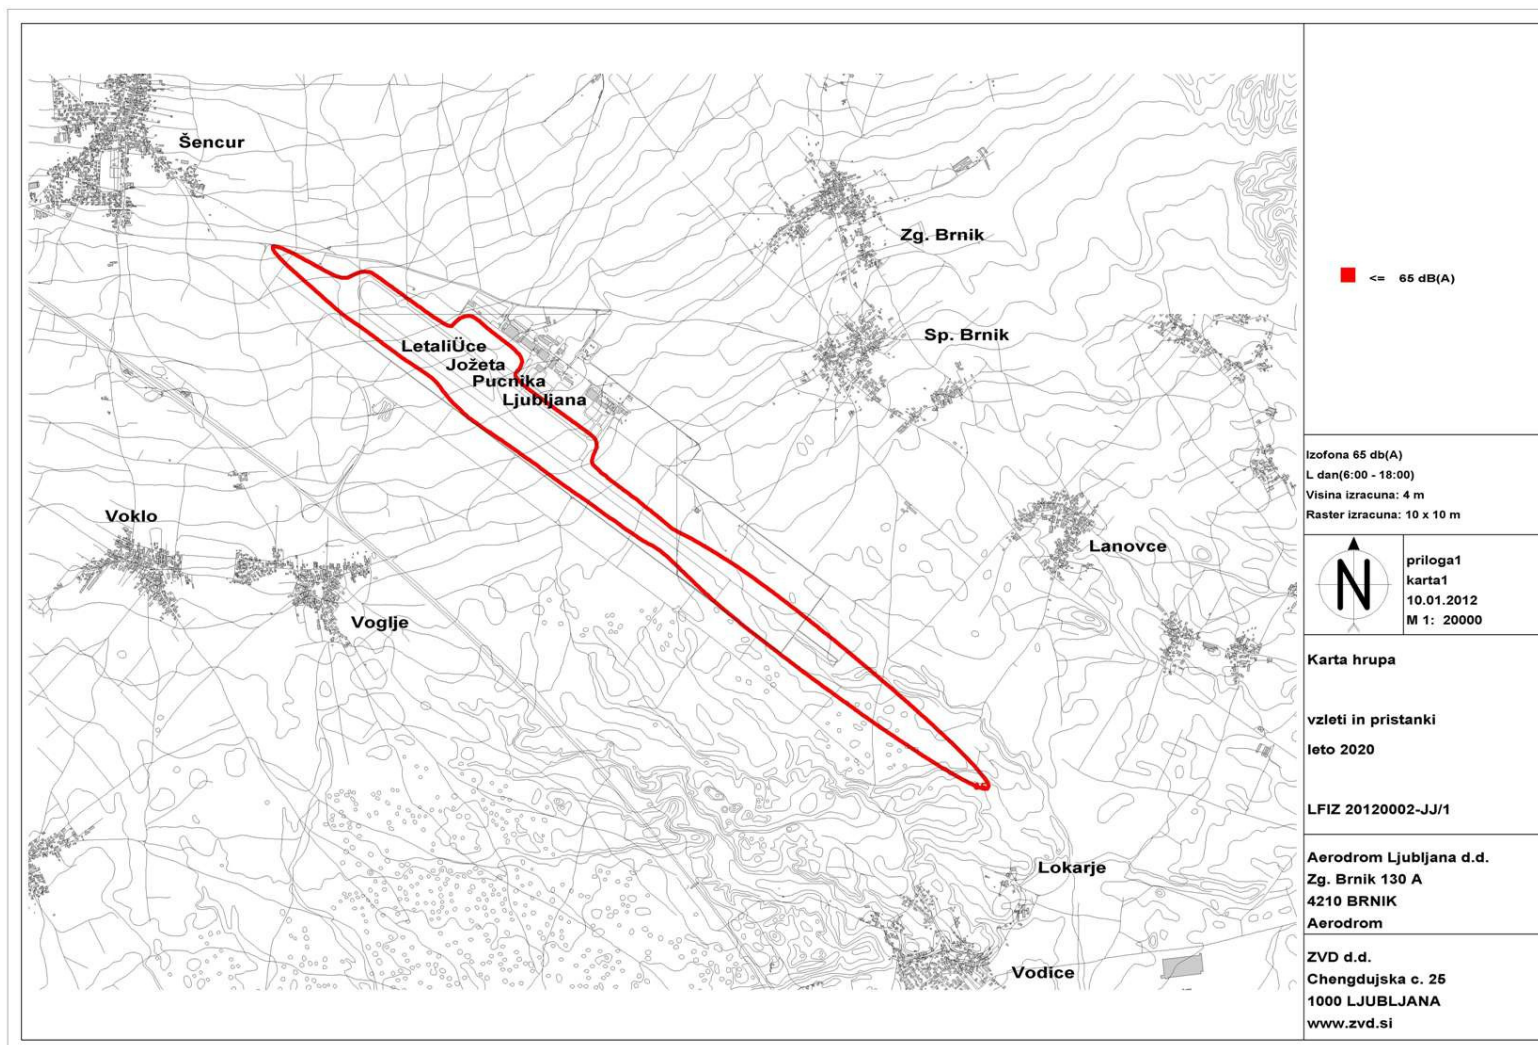 Šencur
Zg. Brnik
Sp. Brnik
LetaliÜce
Jožeta
Pucnika
Ljubljana
Voklo
Voglje
Lanovce
Lokarje
Vodice
<= 65 dB(A)
Izofona 65 db(A)
L dan(6:00 - 18:00)
Visina izracuna: 4 m
Raster izracuna: 10 x 10 m
N
priloga1
karta1
10.01.2012
M 1: 20000
Karta hrupa
vzleti in pristanki
leto 2020
LFIZ 20120002-JJ/1
Aerodrom Ljubljana d.d.
Zg. Brnik 130 A
4210 BRNIK
Aerodrom
ZVD d.d.
Chengdujska c. 25
1000 LJUBLJANA
www.zvd.si